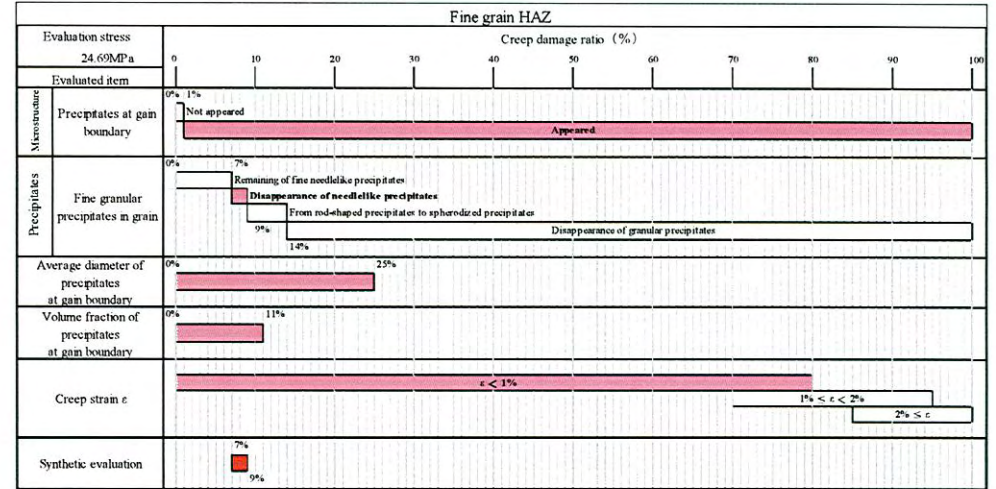 Fine grain HAZ
Evaluation stress
24.69MPa
Evaluated item
Creep damage ratio (%)
0 10 20 30 40 50 60 70 80 90 100
Microstructure
Precipitates at gain
boundary
0% 1%
Not appeared
Appeared
Precipitates
Fine granular
precipitates in grain
0% 7%
Remaining of fine needlelike precipitates
Disappearance of needlelike precipitates
From rod-shaped precipitates to spherodized precipitates
9%
Disappearance of granular precipitates
14%
Average diameter of
precipitates
at gain boundary
0% 25%
Volume fraction of
precipitates
at gain boundary
0% 11%
Creep strain ε
ε < 1%
1% ≤ ε < 2%
2% ≤ ε
Synthetic evaluation
7%
9%